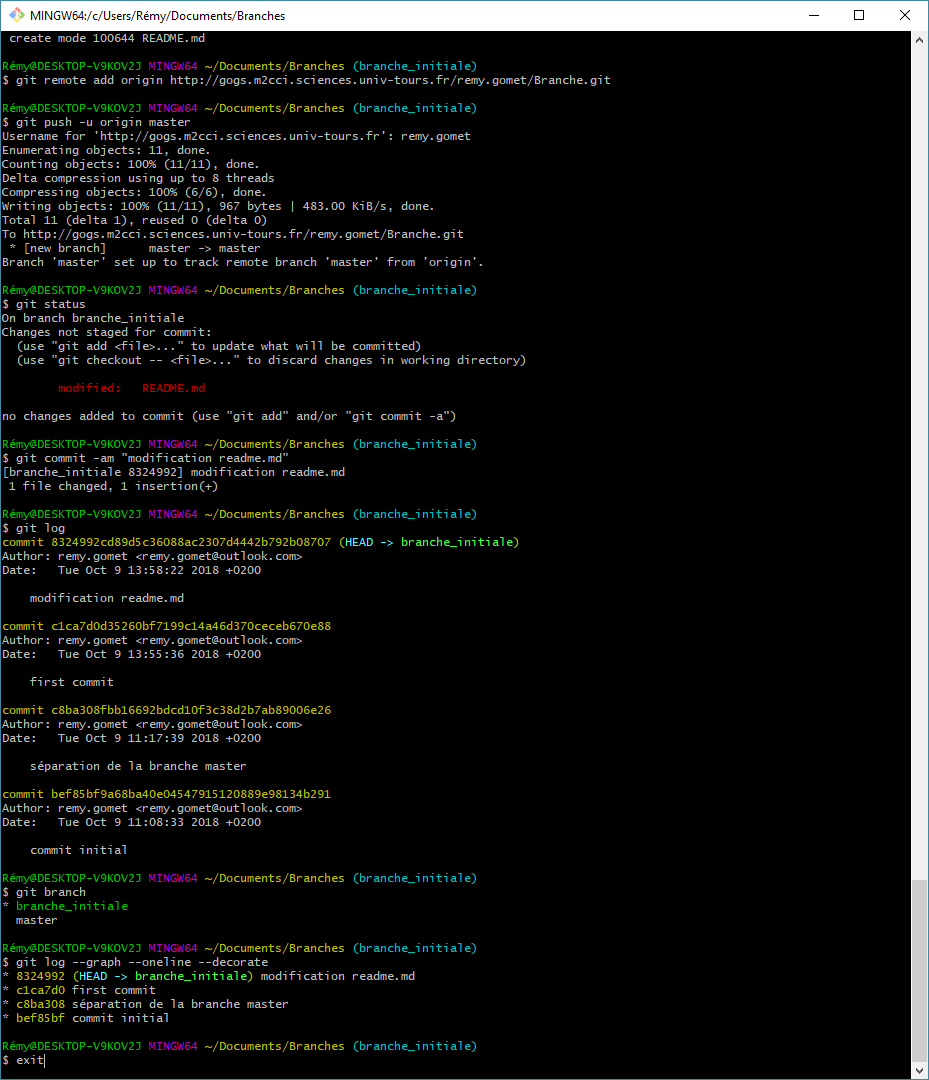 MINGW64:/c/Users/Rémy/Documents/Branches
create mode 100644 README.md
Rémy@DESKTOP-V9KOV2J MINGW64 ~/Documents/Branches (branche_initiale)
$ git remote add origin http://gogs.m2cci.sciences.univ-tours.fr/remy.gomet/Branche.git
Rémy@DESKTOP-V9KOV2J MINGW64 ~/Documents/Branches (branche_initiale)
$ git push -u origin master
Username for 'http://gogs.m2cci.sciences.univ-tours.fr': remy.gomet
Enumerating objects: 11, done.
Counting objects: 100% (11/11), done.
Delta compression using up to 8 threads
Compressing objects: 100% (6/6), done.
Writing objects: 100% (11/11), 967 bytes | 483.00 KiB/s, done.
Total 11 (delta 1), reused 0 (delta 0)
To http://gogs.m2cci.sciences.univ-tours.fr/remy.gomet/Branche.git
* [new branch]      master -> master
Branch 'master' set up to track remote branch 'master' from 'origin'.
Rémy@DESKTOP-V9KOV2J MINGW64 ~/Documents/Branches (branche_initiale)
$ git status
On branch branche_initiale
Changes not staged for commit:
(use "git add <file>..." to update what will be committed)
(use "git checkout -- <file>..." to discard changes in working directory)
modified:   README.md
no changes added to commit (use "git add" and/or "git commit -a")
Rémy@DESKTOP-V9KOV2J MINGW64 ~/Documents/Branches (branche_initiale)
$ git commit -am "modification readme.md"
[branche_initiale 8324992] modification readme.md
1 file changed, 1 insertion(+)
Rémy@DESKTOP-V9KOV2J MINGW64 ~/Documents/Branches (branche_initiale)
$ git log
commit 8324992cd89d5c36088ac2307d4442b792b08707 (HEAD -> branche_initiale)
Author: remy.gomet <remy.gomet@outlook.com>
Date:   Tue Oct 9 13:58:22 2018 +0200
modification readme.md
commit c1ca7d0d35260bf7199c14a46d370ceceb670e88
Author: remy.gomet <remy.gomet@outlook.com>
Date:   Tue Oct 9 13:55:36 2018 +0200
first commit
commit c8ba308fbb16692bdcd10f3c38d2b7ab89006e26
Author: remy.gomet <remy.gomet@outlook.com>
Date:   Tue Oct 9 11:17:39 2018 +0200
séparation de la branche master
commit bef85bf9a68ba40e04547915120889e98134b291
Author: remy.gomet <remy.gomet@outlook.com>
Date:   Tue Oct 9 11:08:33 2018 +0200
commit initial
Rémy@DESKTOP-V9KOV2J MINGW64 ~/Documents/Branches (branche_initiale)
$ git branch
* branche_initiale
master
Rémy@DESKTOP-V9KOV2J MINGW64 ~/Documents/Branches (branche_initiale)
$ git log --graph --oneline --decorate
* 8324992 (HEAD -> branche_initiale) modification readme.md
* c1ca7d0 first commit
* c8ba308 séparation de la branche master
* bef85bf commit initial
Rémy@DESKTOP-V9KOV2J MINGW64 ~/Documents/Branches (branche_initiale)
$ exit